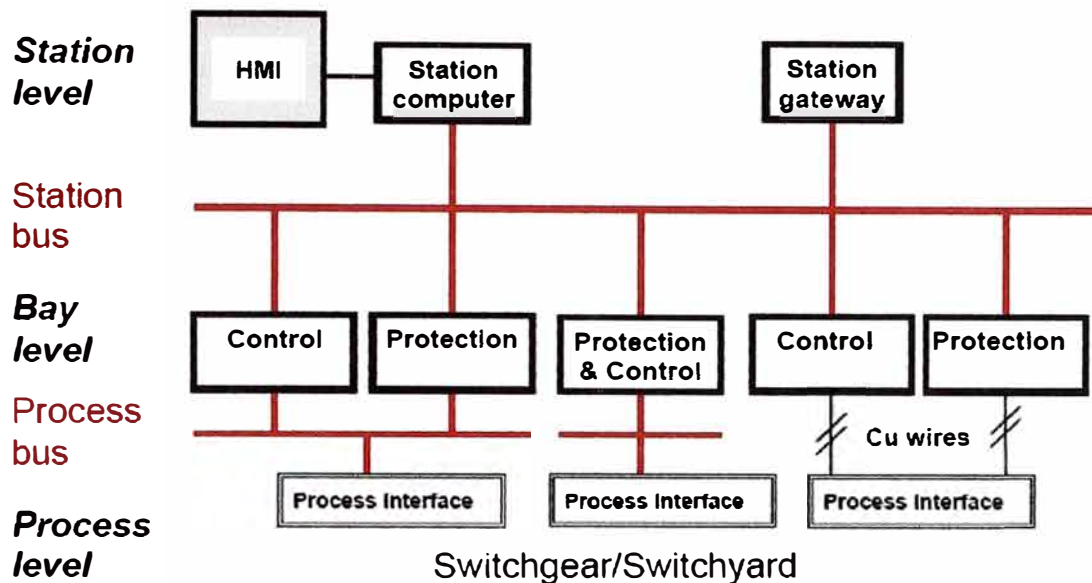 Station
level
HMI
Station
computer
Station
gateway
Station
bus
Bay
level
Control
Protection
Protection
& Control
Control
Protection
Process
bus
Cu wires
Process Interface
Process Interface
Process Interface
Process
level
Switchgear/Switchyard